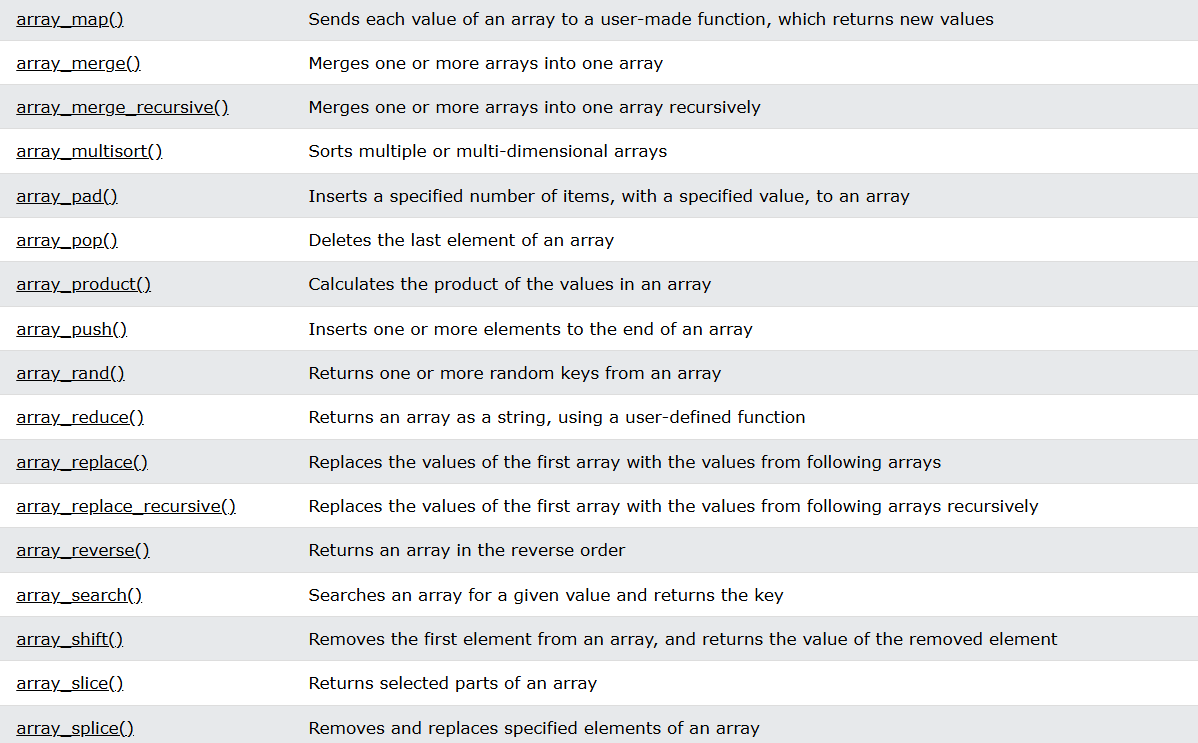 array_map() Sends each value of an array to a user-made function, which returns new values
array_merge() Merges one or more arrays into one array
array_merge_recursive() Merges one or more arrays into one array recursively
array_multisort() Sorts multiple or multi-dimensional arrays
array_pad() Inserts a specified number of items, with a specified value, to an array
array_pop() Deletes the last element of an array
array_product() Calculates the product of the values in an array
array_push() Inserts one or more elements to the end of an array
array_rand() Returns one or more random keys from an array
array_reduce() Returns an array as a string, using a user-defined function
array_replace() Replaces the values of the first array with the values from following arrays
array_replace_recursive() Replaces the values of the first array with the values from following arrays recursively
array_reverse() Returns an array in the reverse order
array_search() Searches an array for a given value and returns the key
array_shift() Removes the first element from an array, and returns the value of the removed element
array_slice() Returns selected parts of an array
array_splice() Removes and replaces specified elements of an array